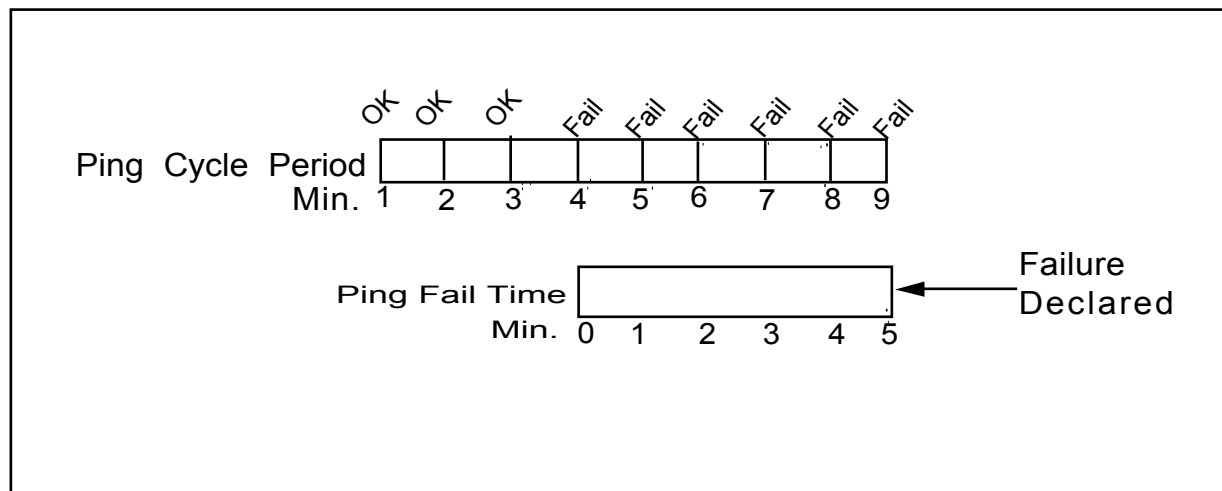 OK OK OK Fail Fail Fail Fail Fail Fail
Ping Cycle Period
Min. 1 2 3 4 5 6 7 8 9
Ping Fail Time
Min. 0 1 2 3 4 5
Failure
Declared